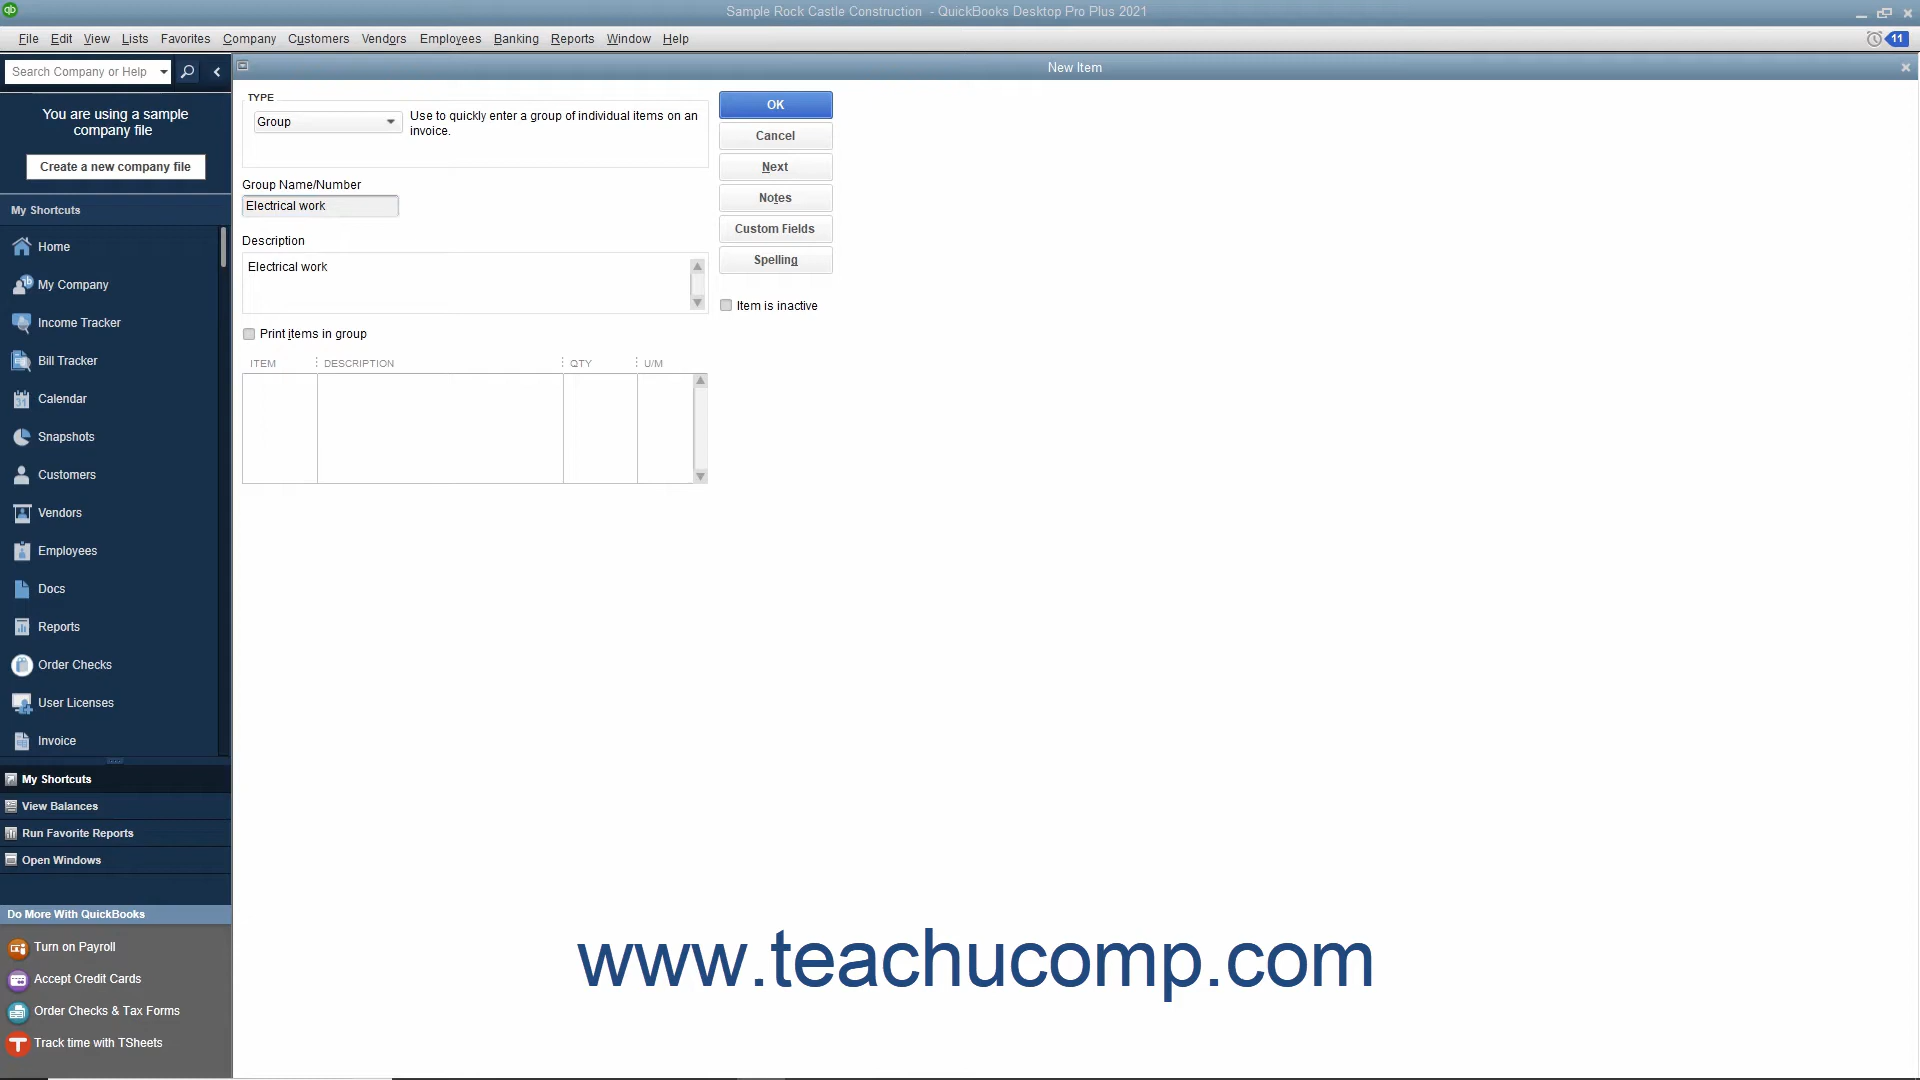 Sample Rock Castle Construction - QuickBooks Desktop Pro Plus 2021
File Edit View Lists Favorites Company Customers Vendors Employees Banking Reports Window Help
11
Search Company or Help
New Item
You are using a sample
company file
Create a new company file
My Shortcuts
Home
My Company
Income Tracker
Bill Tracker
31
Calendar
Snapshots
Customers
Vendors
Employees
Docs
Reports
Order Checks
User Licenses
Invoice
My Shortcuts
View Balances
Run Favorite Reports
Open Windows
Do More With QuickBooks
Turn on Payroll
Accept Credit Cards
Order Checks & Tax Forms
Track time with TSheets
TYPE
Group
Use to quickly enter a group of individual items on an
invoice.
Group Name/Number
Electrical work
Description
Electrical work
Print items in group
ITEM DESCRIPTION QTY U/M
OK
Cancel
Next
Notes
Custom Fields
Spelling
Item is inactive
www.teachucomp.com